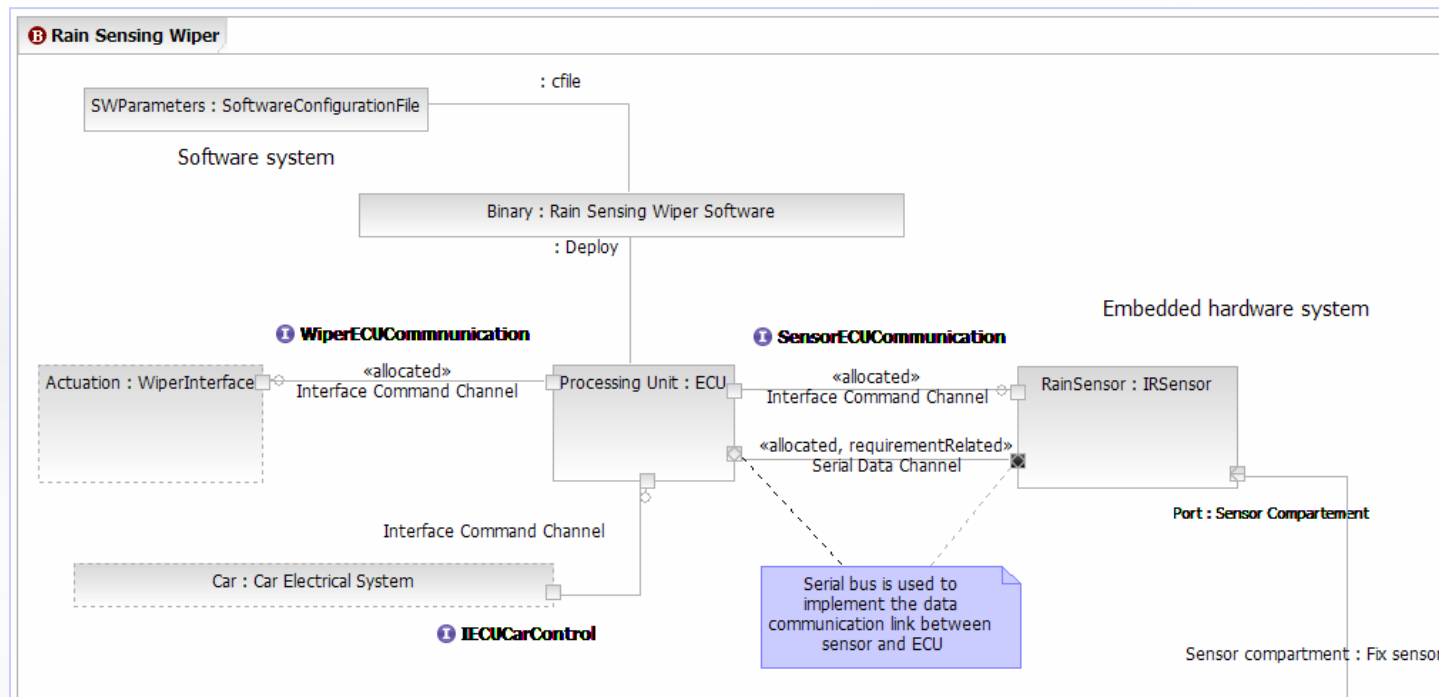 B Rain Sensing Wiper
: cfile
SWParameters : SoftwareConfigurationFile
Software system
Binary : Rain Sensing Wiper Software
: Deploy
Embedded hardware system
I WiperECUCommnunication
I SensorECUCommunication
Actuation : WiperInterface
«allocated»
Interface Command Channel
Processing Unit : ECU
«allocated»
Interface Command Channel
RainSensor : IRSensor
«allocated, requirementRelated»
Serial Data Channel
Port : Sensor Compartement
Interface Command Channel
Car : Car Electrical System
I IECUCarControl
Serial bus is used to
implement the data
communication link between
sensor and ECU
Sensor compartment : Fix sensor